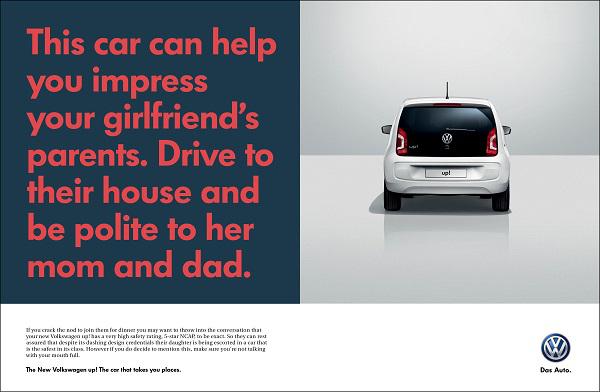 This car can help
you impress
your girlfriend's
parents. Drive to
their house and
be polite to her
mom and dad.
up!
up!
If you crack the nod to join them for dinner you may want to throw into the conversation that
your new Volkswagen up! has a very high safety rating, 5-star NCAP, to be exact. So they can rest
assured that despite its dashing design credentials their daughter is being escorted in a car that
is the safest in its class. However if you do decide to mention this, make sure you're not talking
with your mouth full.
The New Volkswagen up! The car that takes you places.
Das Auto.